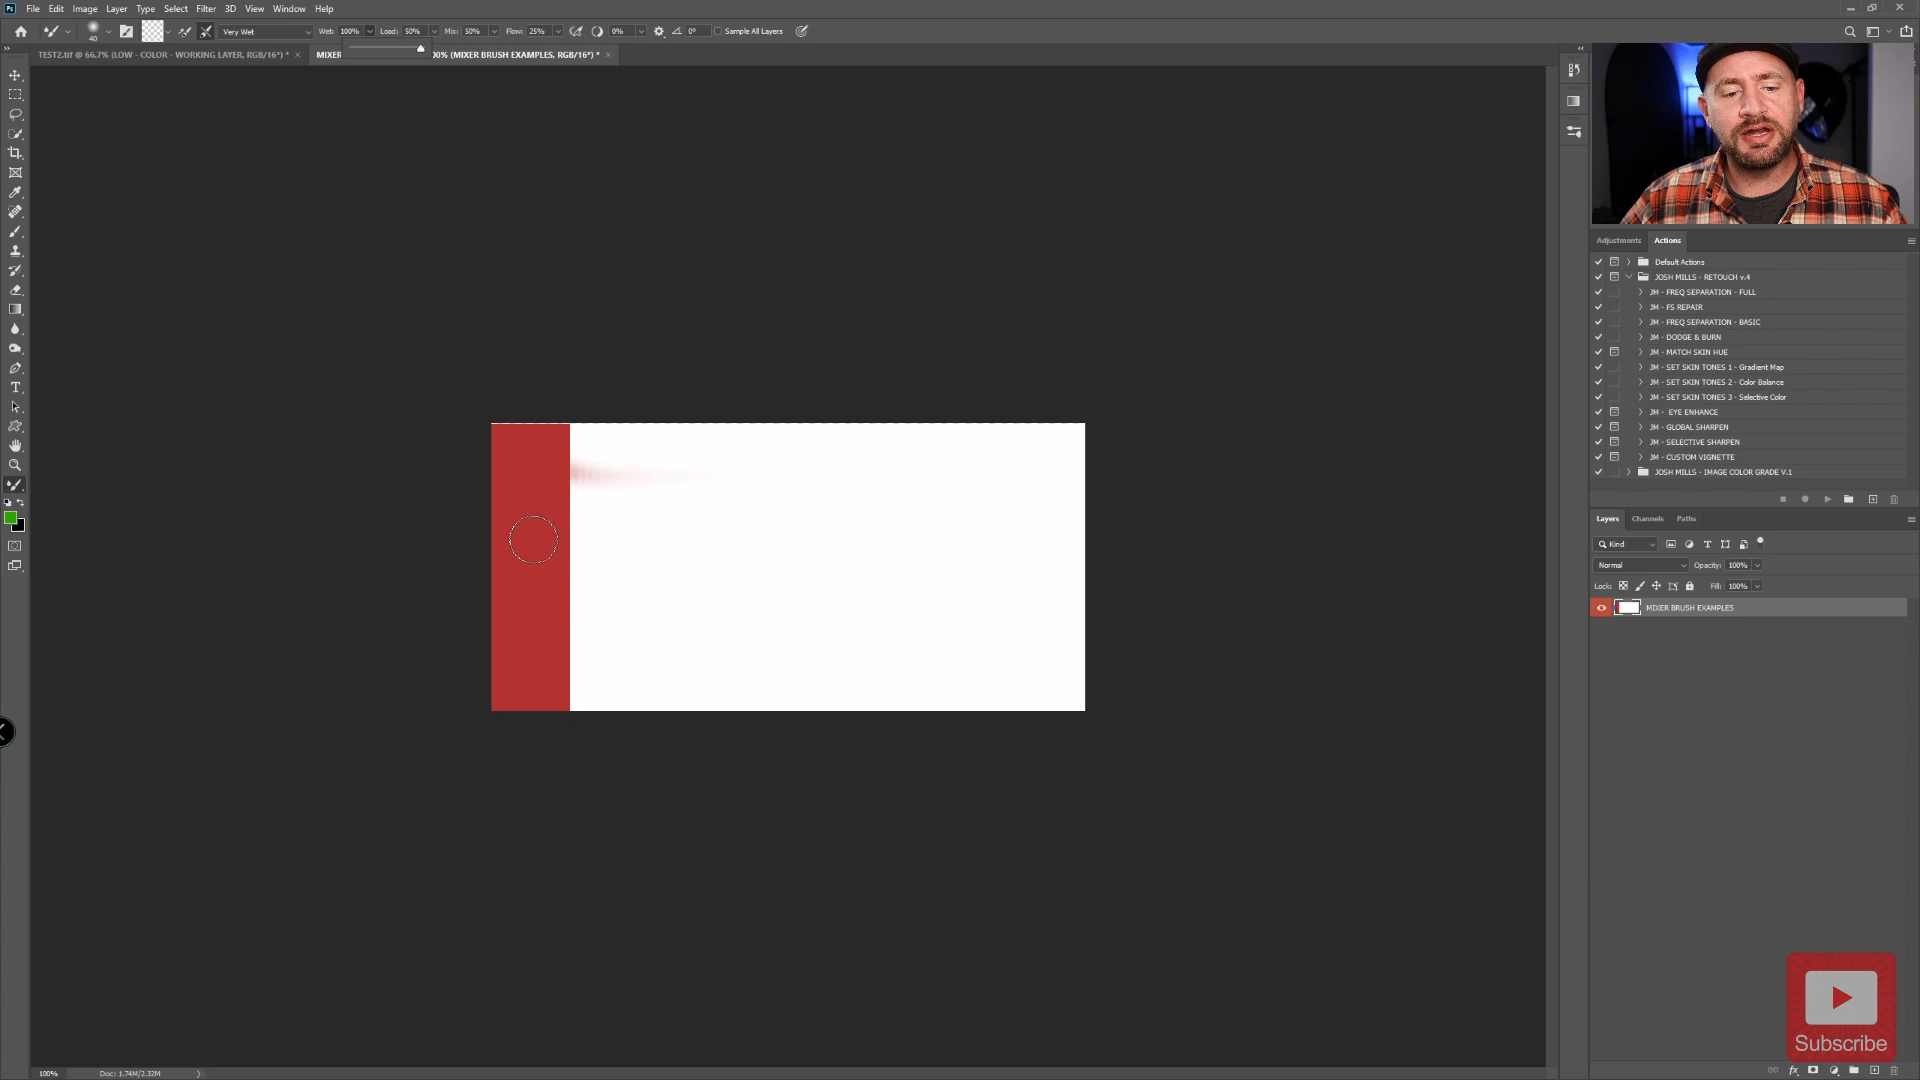 Ps File Edit Image Layer Type Select Filter 3D View Window Help
40 Very Wet Wet: 100% Load: 50% Mix: 50% Flow: 25% 0% 0° Sample All Layers
TEST2.tif @ 66.7% (LOW - COLOR - WORKING LAYER, RGB/16*) * × MIXER 00% (MIXER BRUSH EXAMPLES, RGB/16*) * ×
Adjustments Actions
Default Actions
JOSH MILLS - RETOUCH v.4
JM - FREQ SEPARATION - FULL
JM - FS REPAIR
JM - FREQ SEPARATION - BASIC
JM - DODGE & BURN
JM - MATCH SKIN HUE
JM - SET SKIN TONES 1 - Gradient Map
JM - SET SKIN TONES 2 - Color Balance
JM - SET SKIN TONES 3 - Selective Color
JM - EYE ENHANCE
JM - GLOBAL SHARPEN
JM - SELECTIVE SHARPEN
JM - CUSTOM VIGNETTE
JOSH MILLS - IMAGE COLOR GRADE V.1
Layers Channels Paths
Kind
Normal Opacity: 100%
Lock: Fill: 100%
MIXER BRUSH EXAMPLES
Subscribe
100% Doc: 1.74M/2.32M